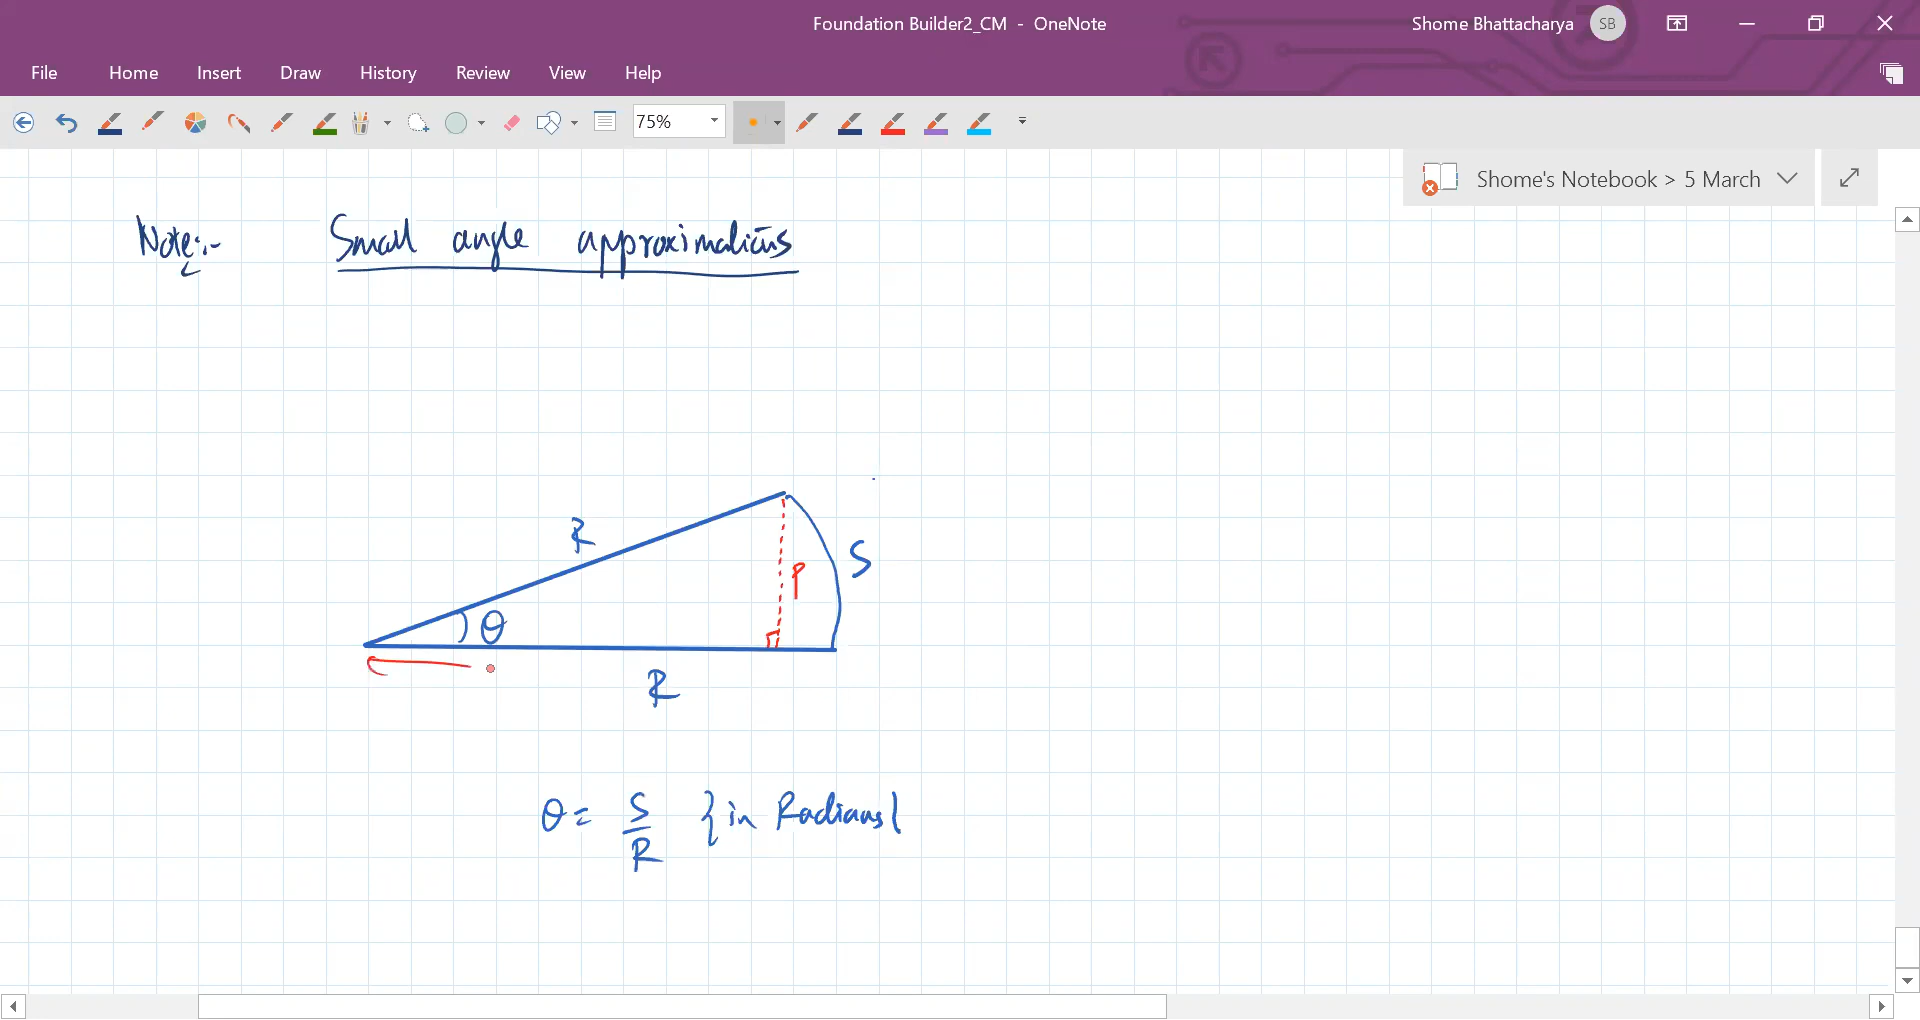 Foundation Builder2_CM - OneNote
Shome Bhattacharya SB
File Home Insert Draw History Review View Help
75%
Shome's Notebook > 5 March
Note:- Small angle approximations
R
S
P
θ
R
θ = S/R {in Radians}